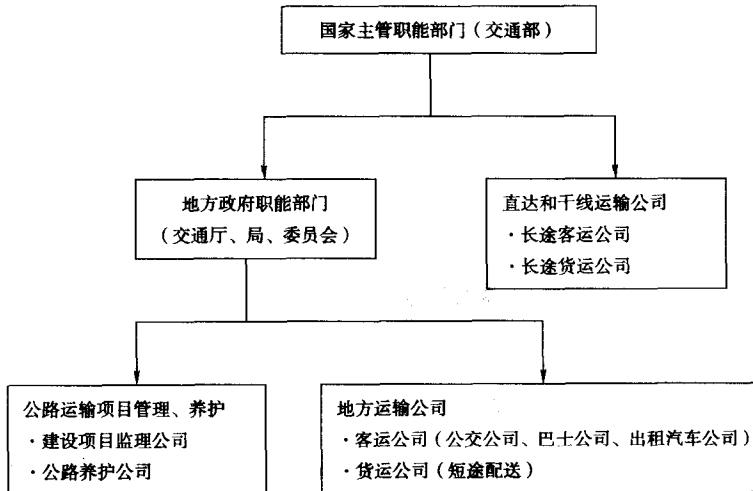 国家主管职能部门（交通部）
地方政府职能部门
（交通厅、局、委员会）
直达和干线运输公司
·长途客运公司
·长途货运公司
公路运输项目管理、养护
·建设项目监理公司
·公路养护公司
地方运输公司
·客运公司（公交公司、巴士公司、出租汽车公司）
·货运公司（短途配送）